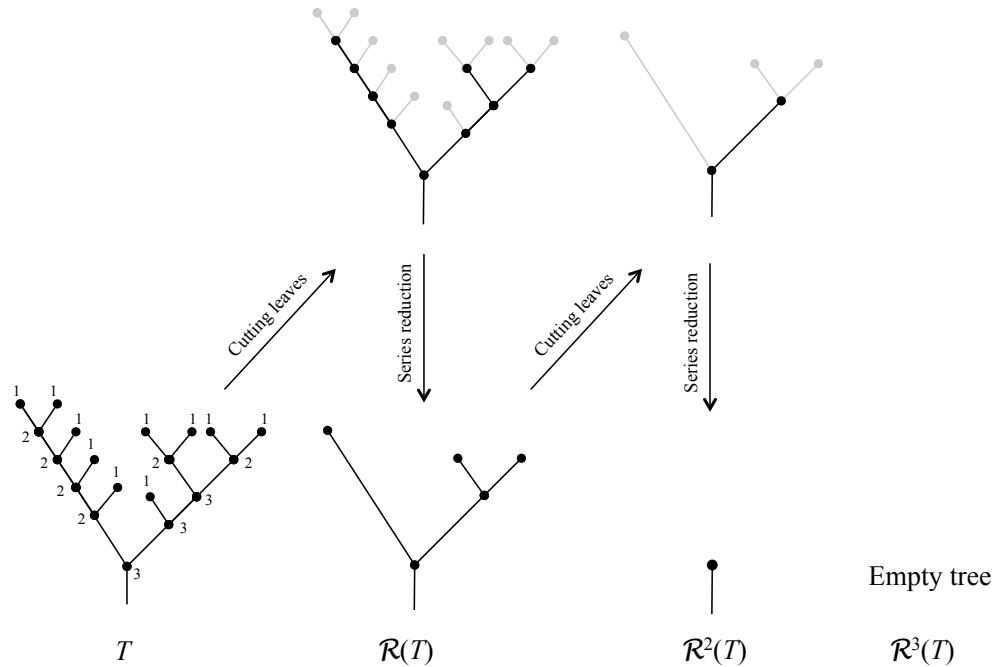 Cutting leaves
Series reduction
Cutting leaves
Series reduction
1 1
2 1 1 1 1 1
2 1 2 2
2 1 1 3
2 3
3
Empty tree
T R(T) R²(T) R³(T)